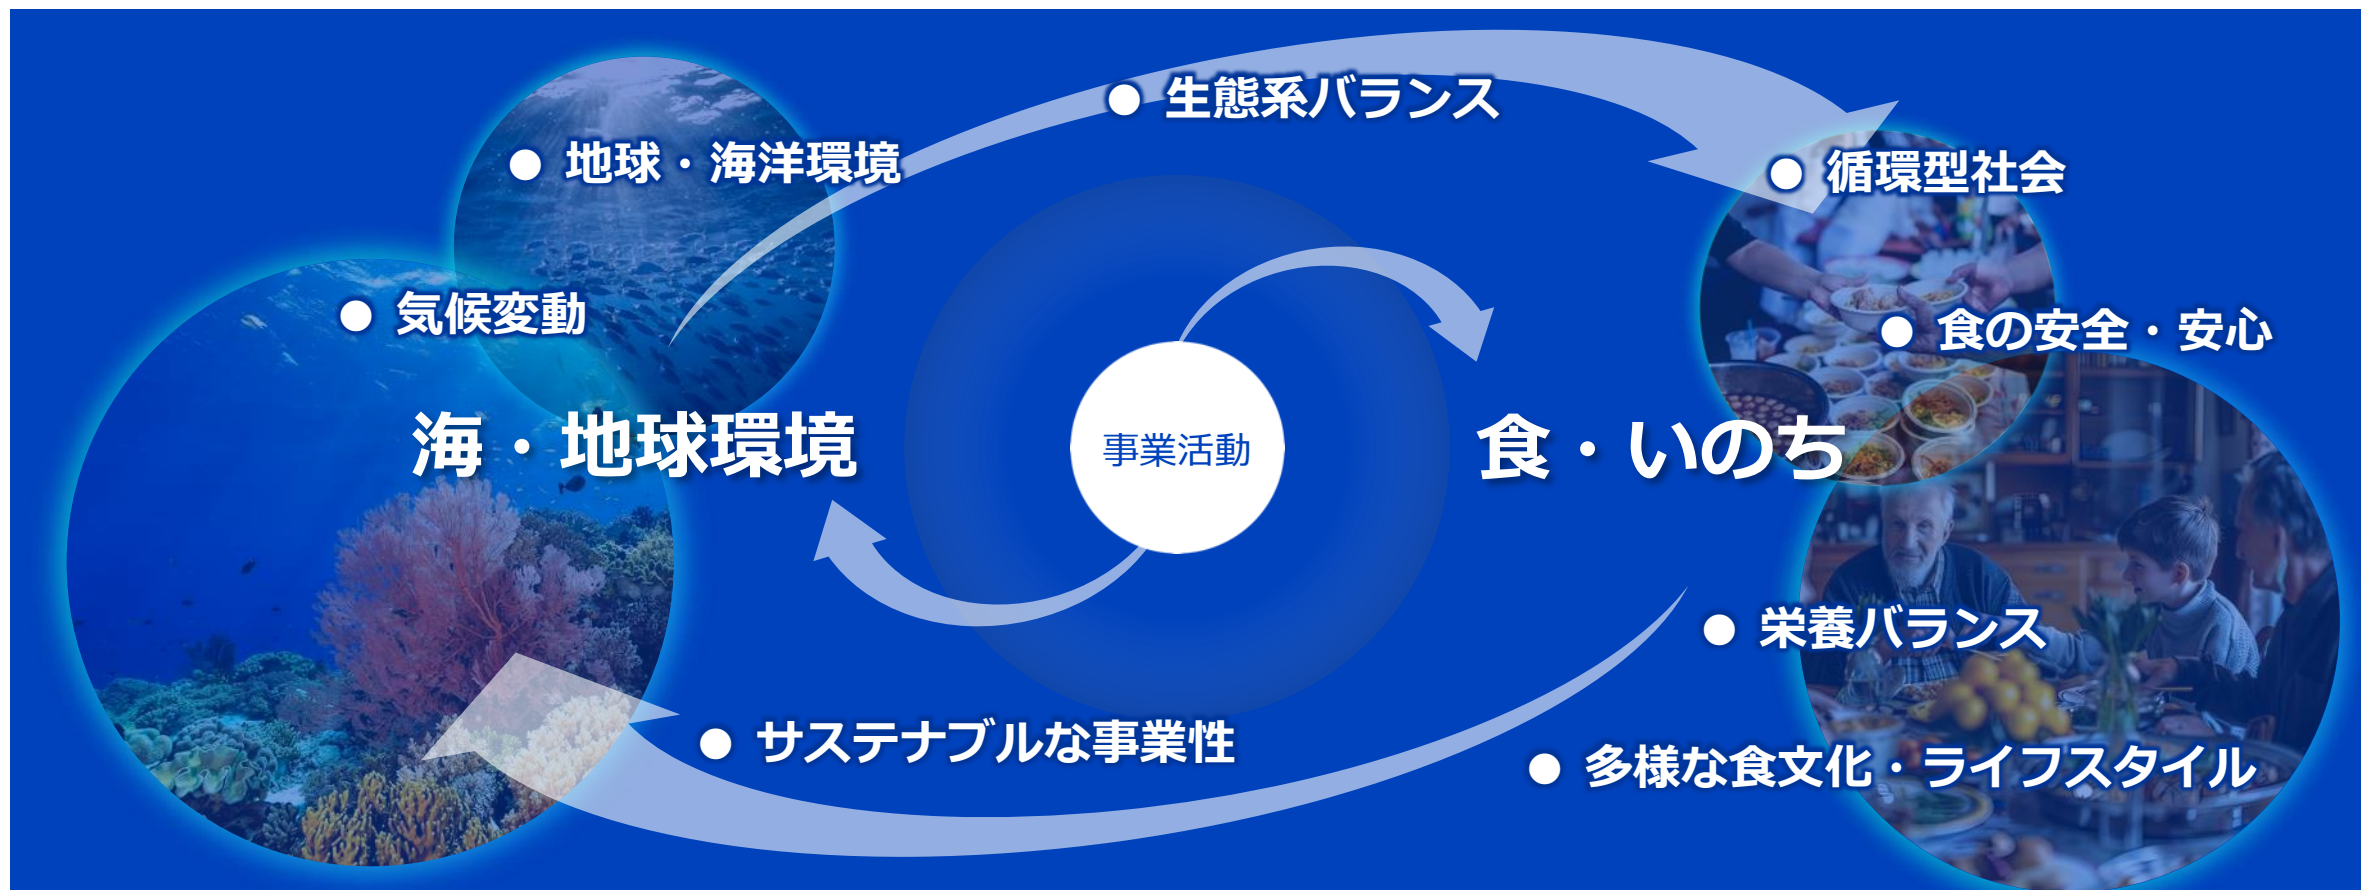 ● 生態系バランス
● 地球・海洋環境
● 循環型社会
● 気候変動
● 食の安全・安心
海・地球環境
事業活動
食・いのち
● 栄養バランス
● サステナブルな事業性
● 多様な食文化・ライフスタイル